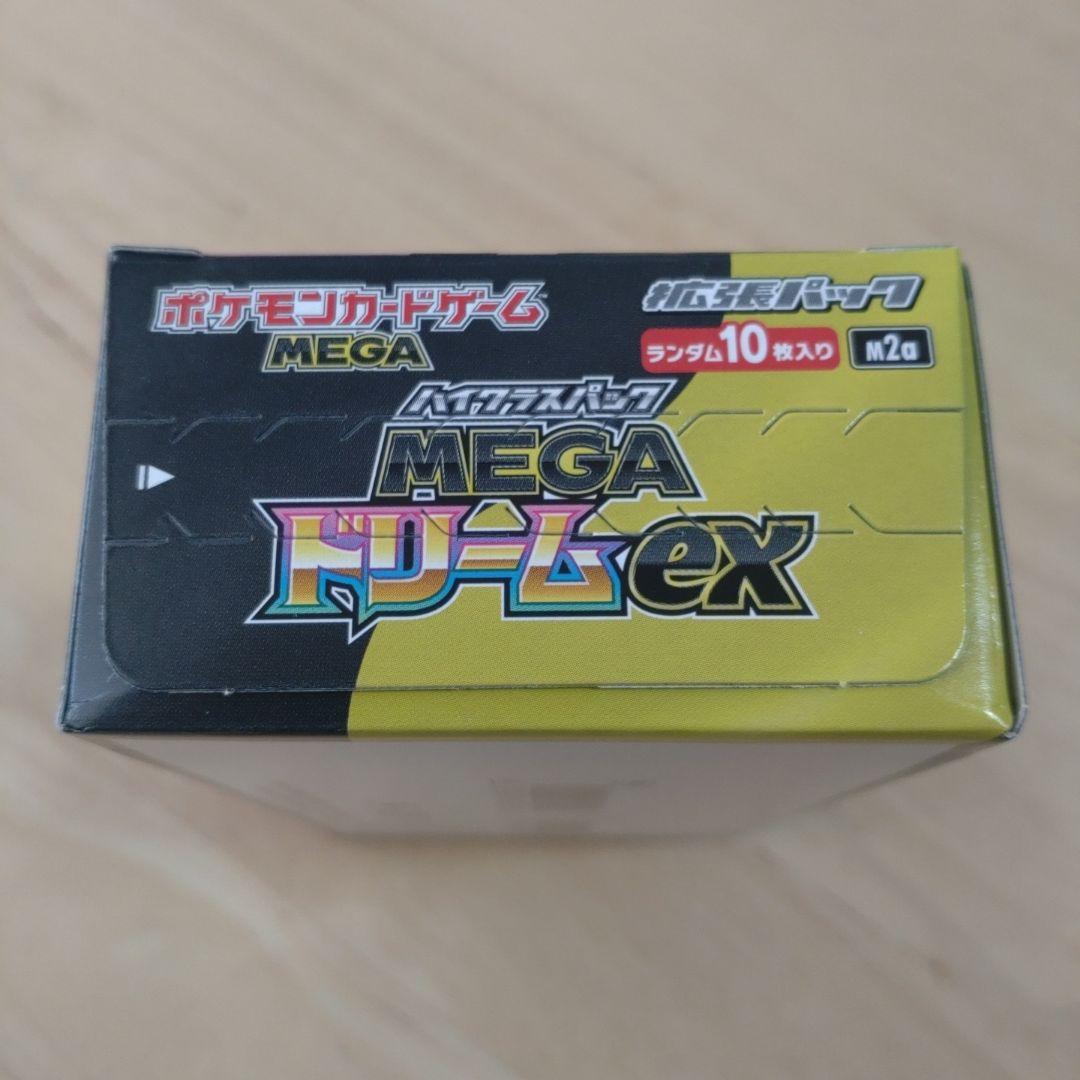 ポケモンカードゲーム
MEGA
拡張パック
ランダム10枚入り
M2a
ハイクラスパック
MEGA
ドリームex